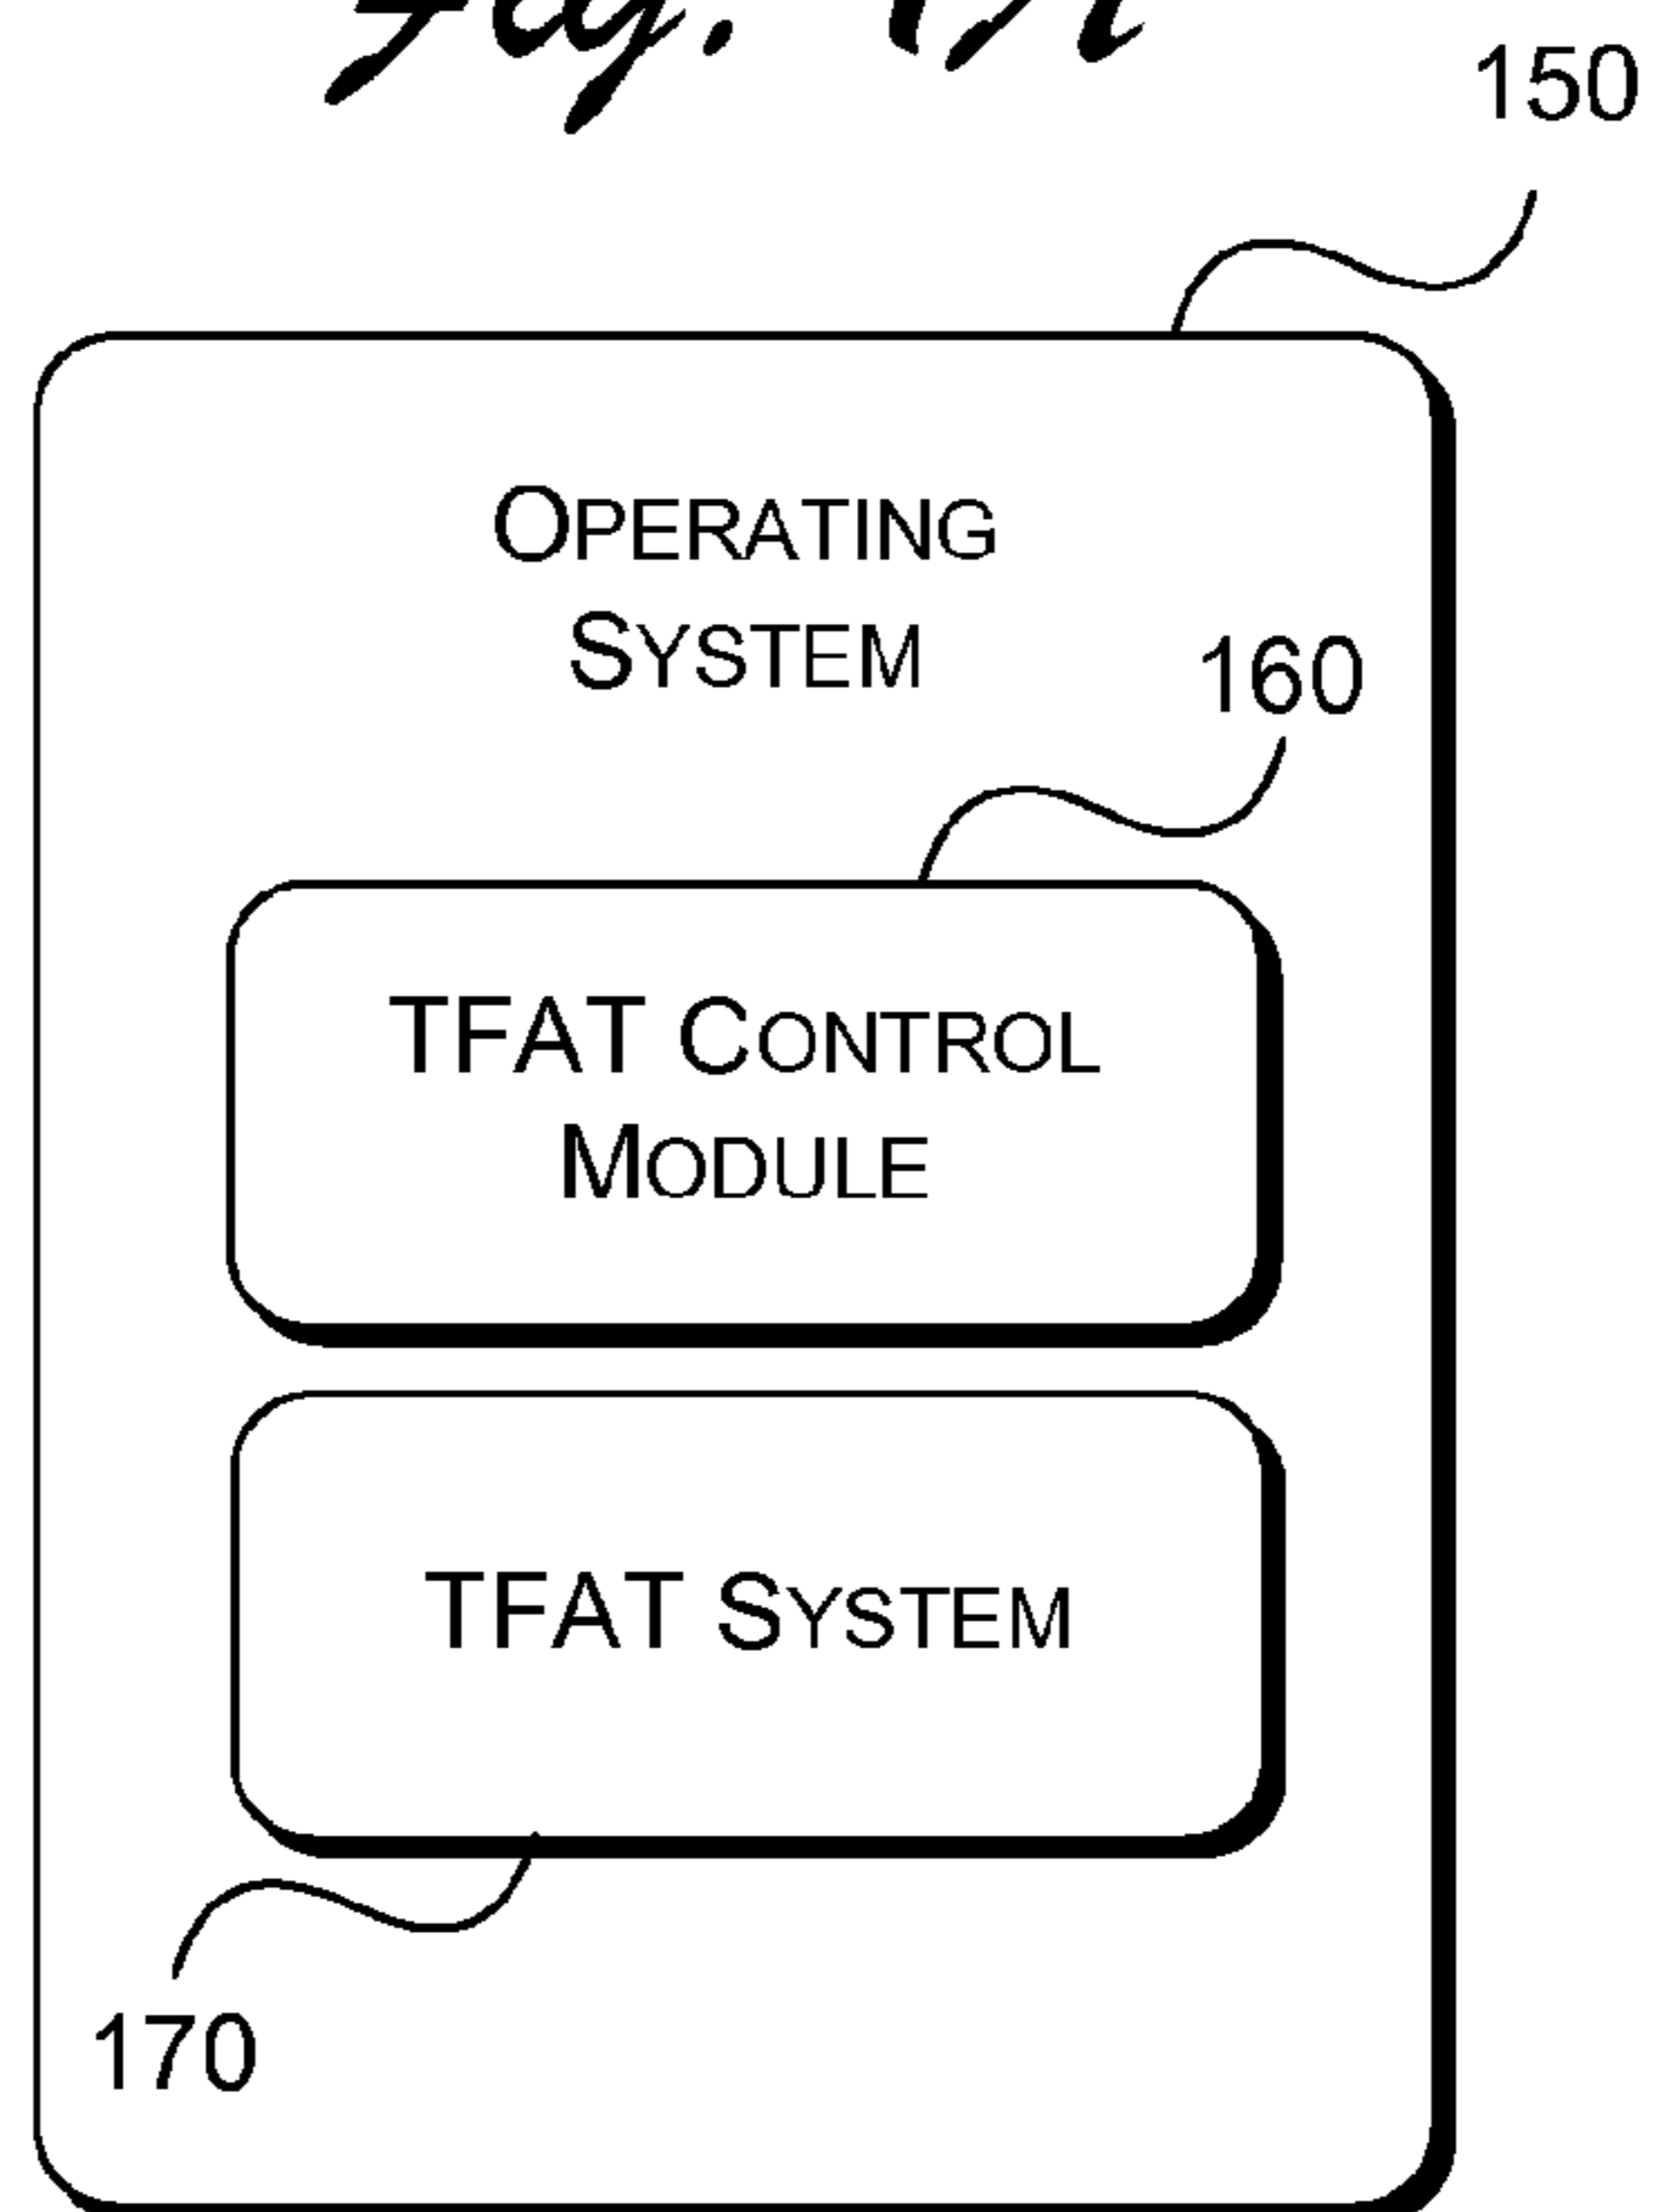 150
OPERATING
SYSTEM
160
TFAT CONTROL
MODULE
TFAT SYSTEM
170